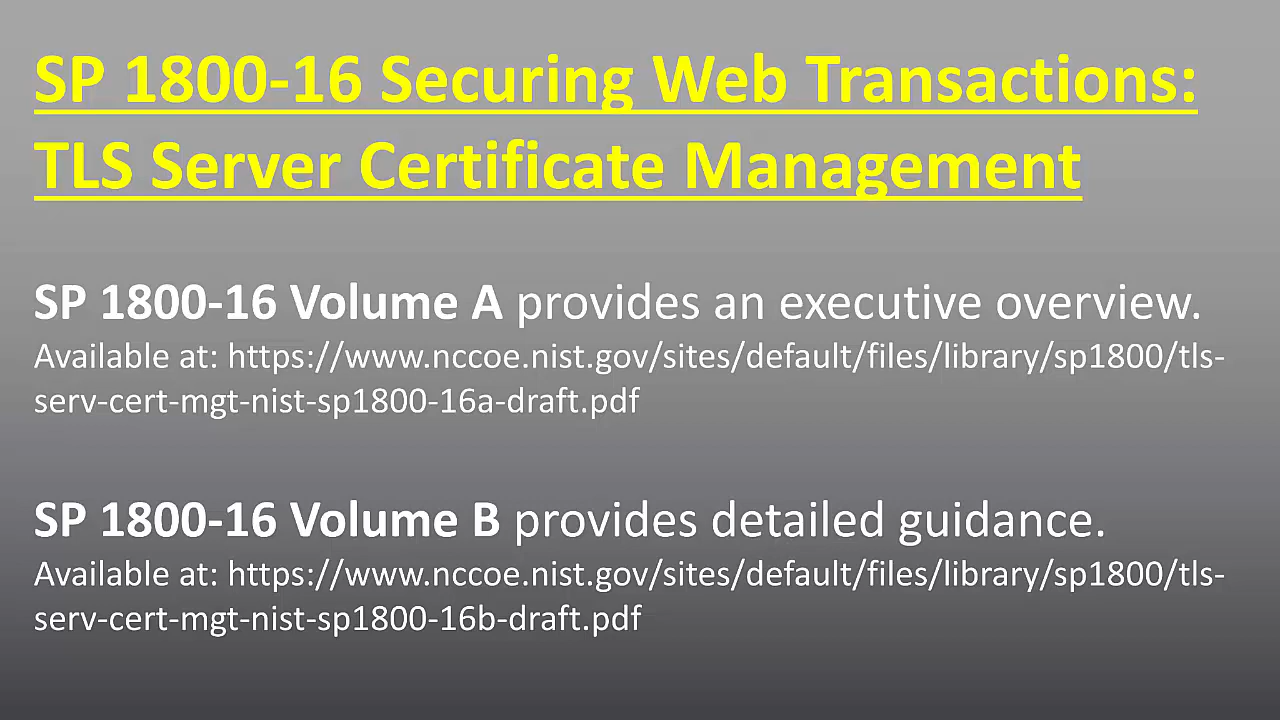 SP 1800-16 Securing Web Transactions:
TLS Server Certificate Management
SP 1800-16 Volume A provides an executive overview.
Available at: https://www.nccoe.nist.gov/sites/default/files/library/sp1800/tls-
serv-cert-mgt-nist-sp1800-16a-draft.pdf
SP 1800-16 Volume B provides detailed guidance.
Available at: https://www.nccoe.nist.gov/sites/default/files/library/sp1800/tls-
serv-cert-mgt-nist-sp1800-16b-draft.pdf